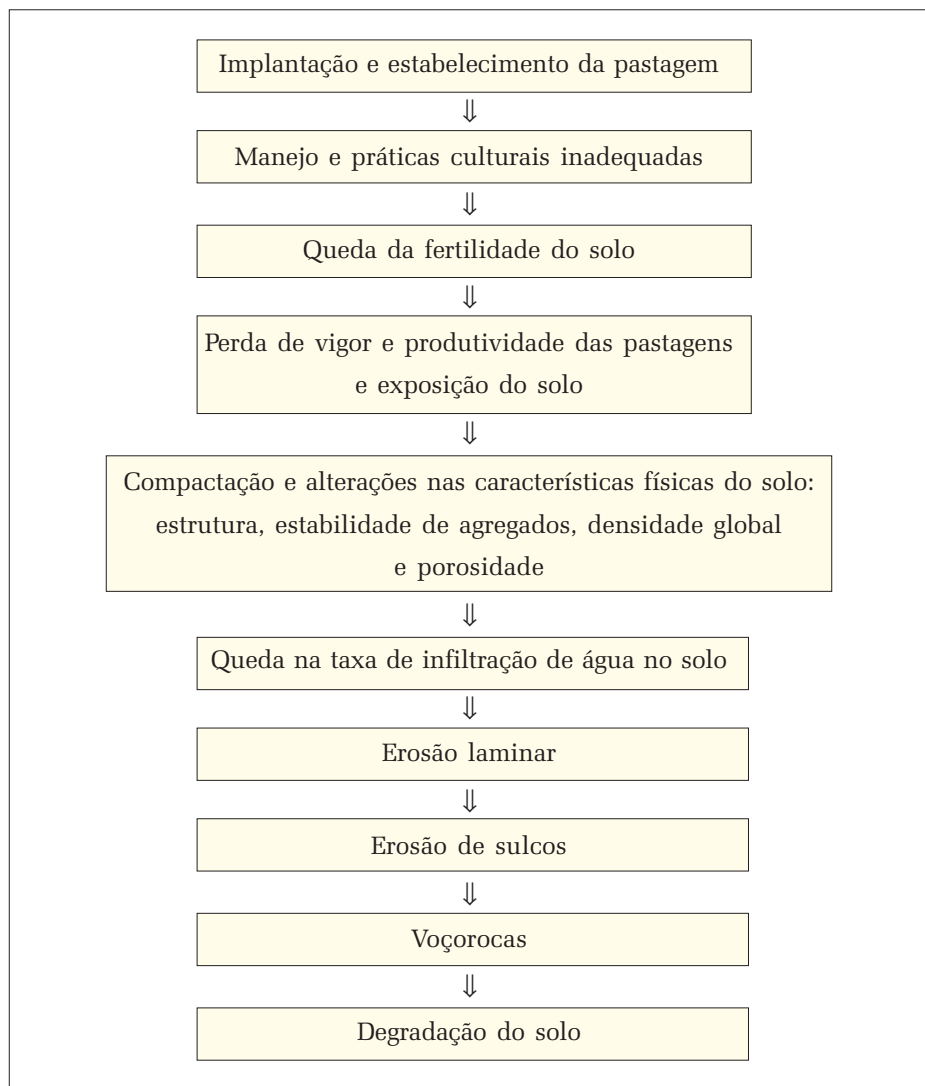 Implantação e estabelecimento da pastagem
⇓
Manejo e práticas culturais inadequadas
⇓
Queda da fertilidade do solo
⇓
Perda de vigor e produtividade das pastagens
e exposição do solo
⇓
Compactação e alterações nas características físicas do solo:
estrutura, estabilidade de agregados, densidade global
e porosidade
⇓
Queda na taxa de infiltração de água no solo
⇓
Erosão laminar
⇓
Erosão de sulcos
⇓
Voçorocas
⇓
Degradação do solo